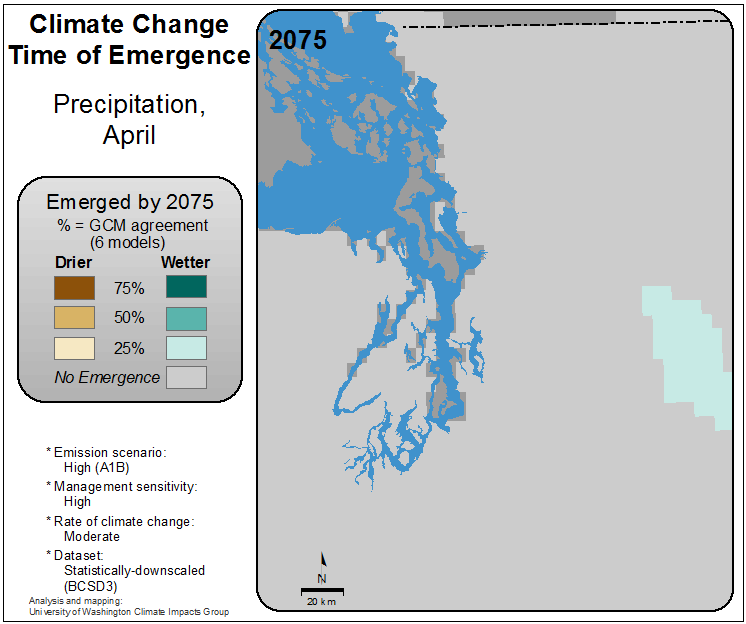 Climate Change
Time of Emergence
Precipitation,
April
Emerged by 2075
% = GCM agreement
(6 models)
Drier Wetter
75%
50%
25%
No Emergence
* Emission scenario:
High (A1B)
* Management sensitivity:
High
* Rate of climate change:
Moderate
* Dataset:
Statistically-downscaled
(BCSD3)
Analysis and mapping:
University of Washington Climate Impacts Group
2075
N
20 km